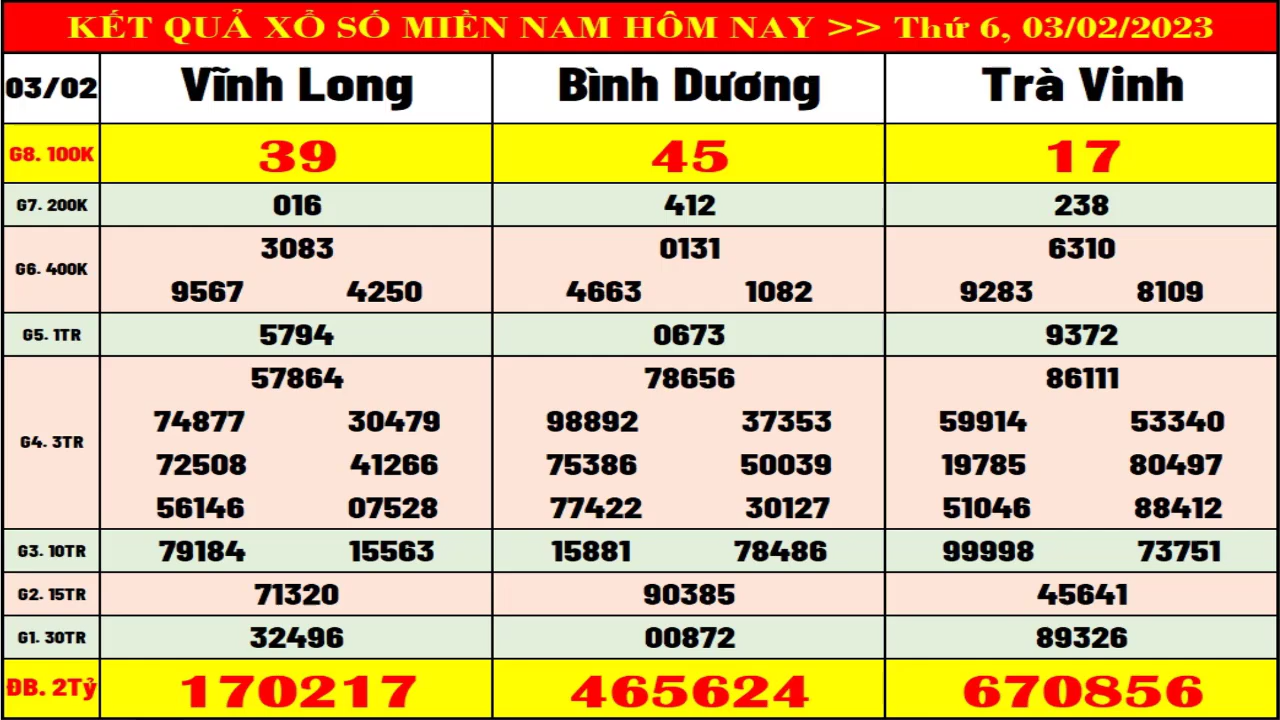 KẾT QUẢ XỔ SỐ MIỀN NAM HÔM NAY >> Thứ 6, 03/02/2023
03/02 Vĩnh Long Bình Dương Trà Vinh
G8. 100K 39 45 17
G7. 200K 016 412 238
3083 0131 6310
G6. 400K
9567 4250 4663 1082 9283 8109
G5. 1TR 5794 0673 9372
57864 78656 86111
74877 30479 98892 37353 59914 53340
G4. 3TR
72508 41266 75386 50039 19785 80497
56146 07528 77422 30127 51046 88412
G3. 10TR 79184 15563 15881 78486 99998 73751
G2. 15TR 71320 90385 45641
G1. 30TR 32496 00872 89326
ĐB. 2Tỷ 170217 465624 670856